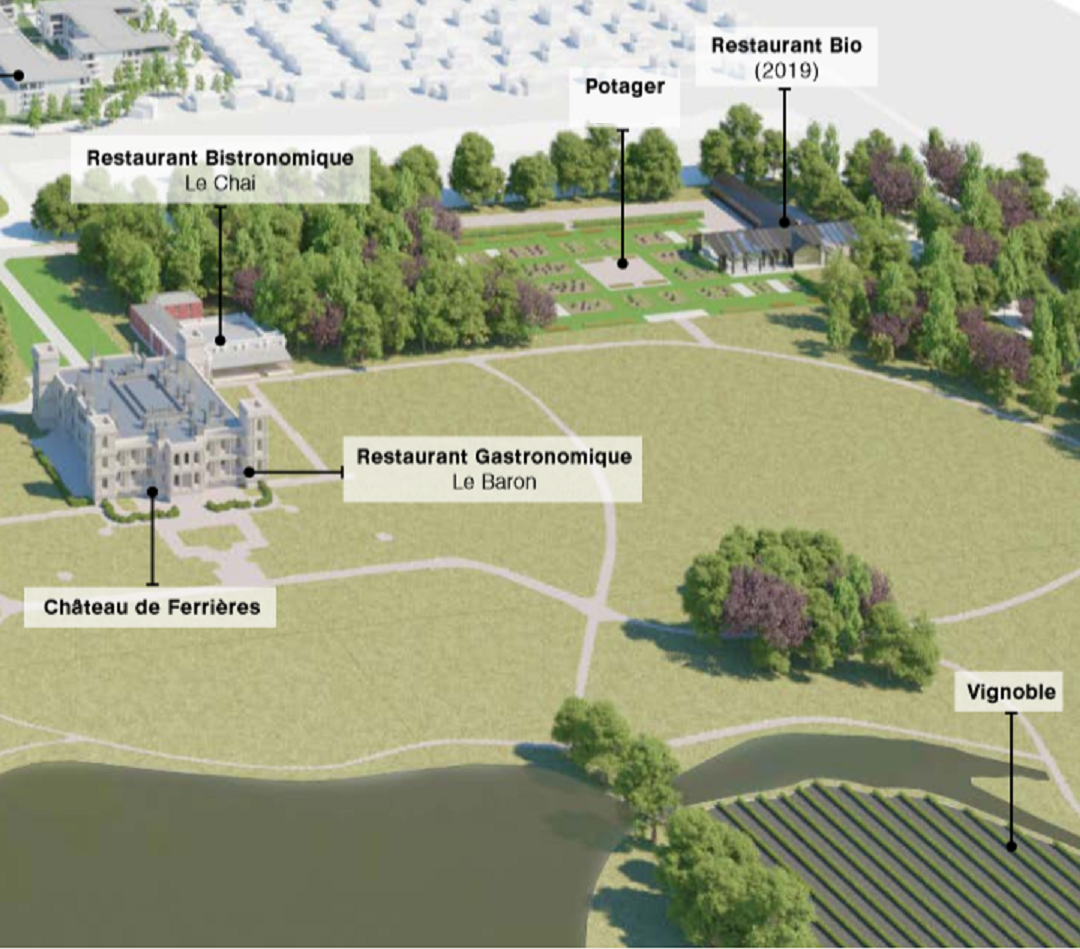 Restaurant Bio
(2019)
Potager
Restaurant Bistronomique
Le Chai
Restaurant Gastronomique
Le Baron
Château de Ferrières
Vignoble